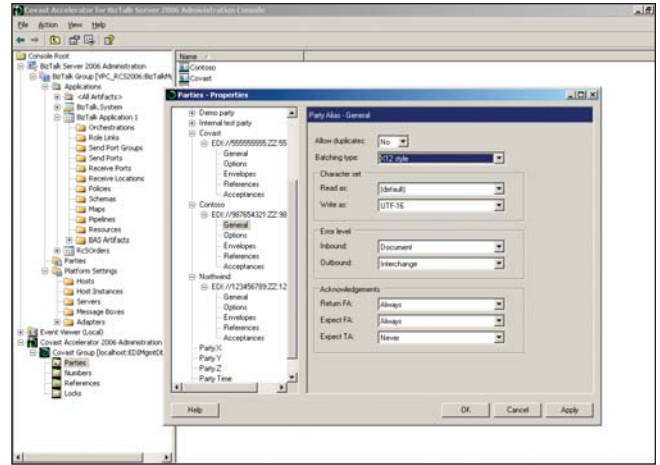 Covast Accelerator for BizTalk Server 2006 Administration Console
File Action View Help
Console Root
BizTalk Server 2006 Administration
BizTalk Group [VPC_RCS2006:BizTalkM
Applications
<All Artifacts>
BizTalk.System
BizTalk Application 1
Orchestrations
Role Links
Send Port Groups
Send Ports
Receive Ports
Receive Locations
Policies
Schemas
Maps
Pipelines
Resources
BAS Artifacts
RcSOrders
Parties
Platform Settings
Hosts
Host Instances
Servers
Message Boxes
Adapters
Event Viewer (Local)
Covast Accelerator 2006 Administration
Covast Group [localhost:EDIMgmtDt
Parties
Numbers
References
Locks
Name
Contoso
Covast
Parties - Properties
Demo party
Internal test party
Covast
EDI://555555555:ZZ:55
General
Options
Envelopes
References
Acceptances
Contoso
EDI://987654321:ZZ:98
General
Options
Envelopes
References
Acceptances
Northwind
EDI://123456789:ZZ:12
General
Options
Envelopes
References
Acceptances
Party X
Party Y
Party Z
Party Time
Party Alias - General
Allow duplicates: No
Batching type: X12 style
Character set
Read as: (default)
Write as: UTF-16
Error level
Inbound: Document
Outbound: Interchange
Acknowledgements
Return FA: Always
Expect FA: Always
Expect TA: Never
Help OK Cancel Apply